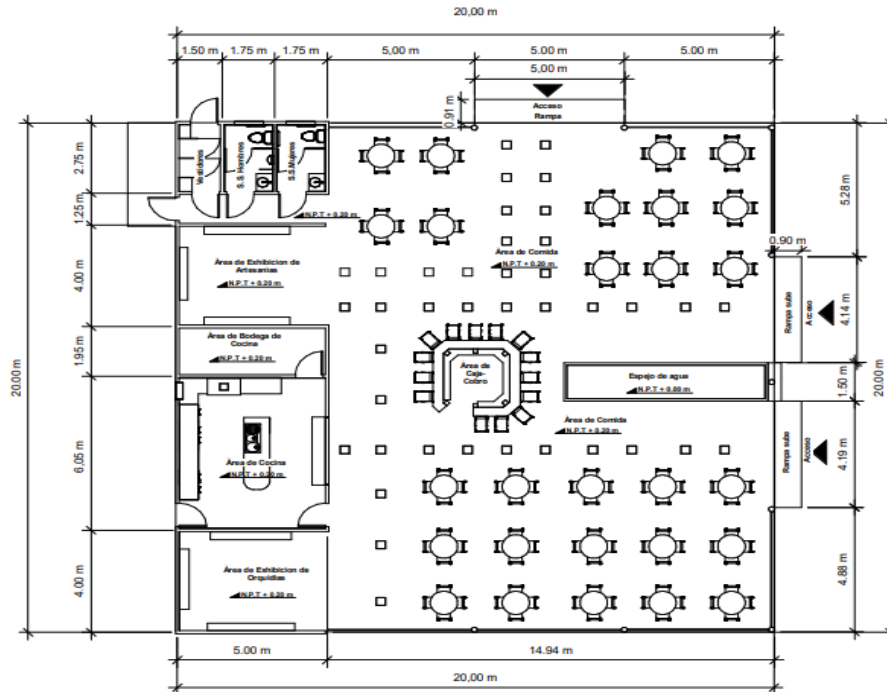 20,00 m
1.50 m
1.75 m
1.75 m
5,00 m
5.00 m
5.00 m
5,00 m
0.91 m
Acceso
Rampa
20.00 m
2.75 m
1.25 m
4.00 m
1.95 m
6.05 m
4.00 m
Vestidores
S.S. Hombres
S.S.Mujeres
N.P.T + 0.20 m
Área de Exhibicion de
Artesanias
N.P.T + 0.20 m
Área de Bodega de
Cocina
N.P.T + 0.20 m
Área de Cocina
N.P.T + 0.20 m
Área de Exhibicion de
Orquidias
N.P.T + 0.20 m
Área de Comida
N.P.T + 0.20 m
Área de
Caja-
Cobro
Espejo de agua
N.P.T + 0.00 m
Área de Comida
N.P.T + 0.20 m
0.90 m
Rampa sube
Acceso
Rampa sube
Acceso
5.28 m
4.14 m
1.50 m
4.19 m
4.88 m
20.00 m
5.00 m
14.94 m
20,00 m